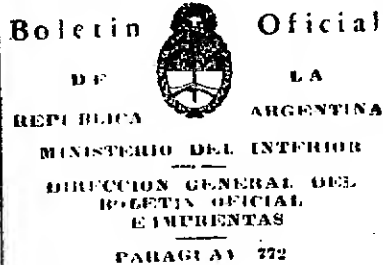 Boletin Oficial
DE LA
REPUBLICA ARGENTINA
MINISTERIO DEL INTERIOR
DIRECCION GENERAL DEL
BOLETIN OFICIAL
E IMPRENTAS
PARAGUAY 772